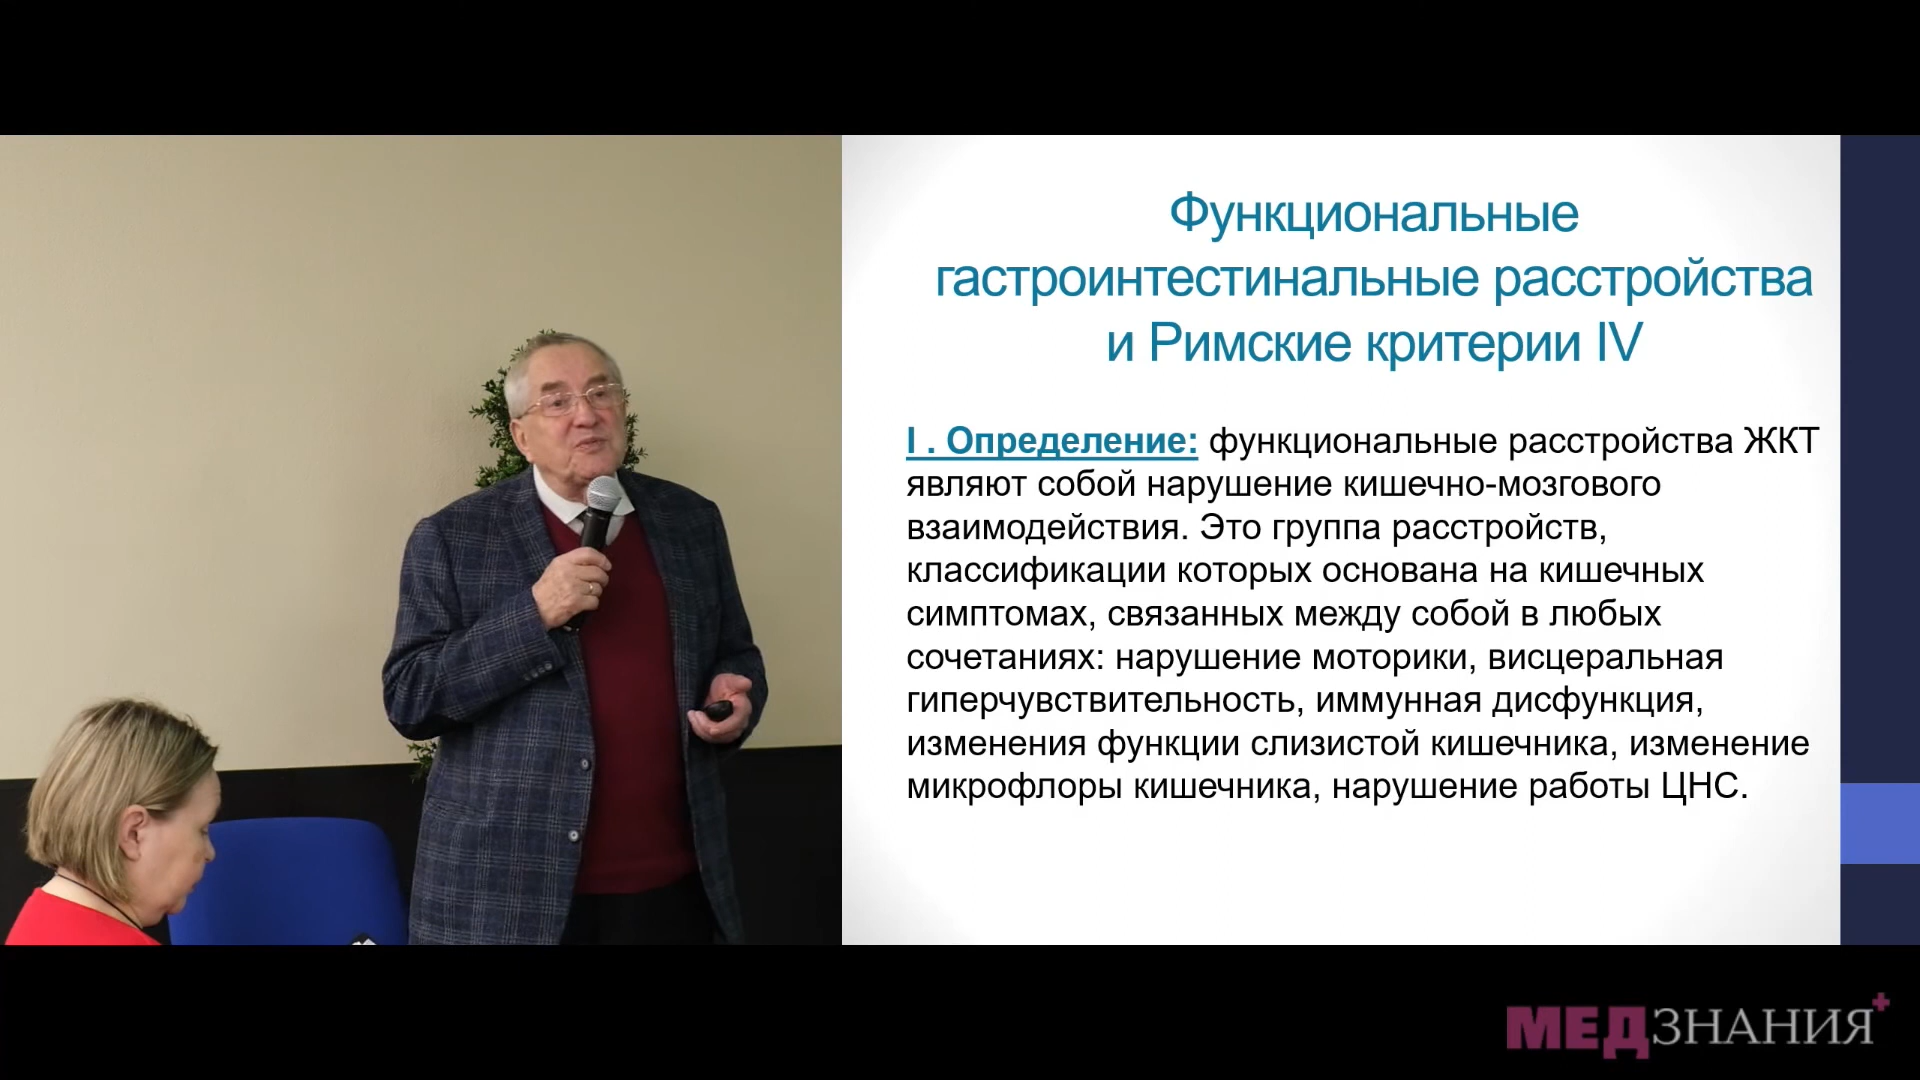 Функциональные
гастроинтестинальные расстройства
и Римские критерии IV
I . Определение: функциональные расстройства ЖКТ
являют собой нарушение кишечно-мозгового
взаимодействия. Это группа расстройств,
классификации которых основана на кишечных
симптомах, связанных между собой в любых
сочетаниях: нарушение моторики, висцеральная
гиперчувствительность, иммунная дисфункция,
изменения функции слизистой кишечника, изменение
микрофлоры кишечника, нарушение работы ЦНС.
МЕДЗНАНИЯ+